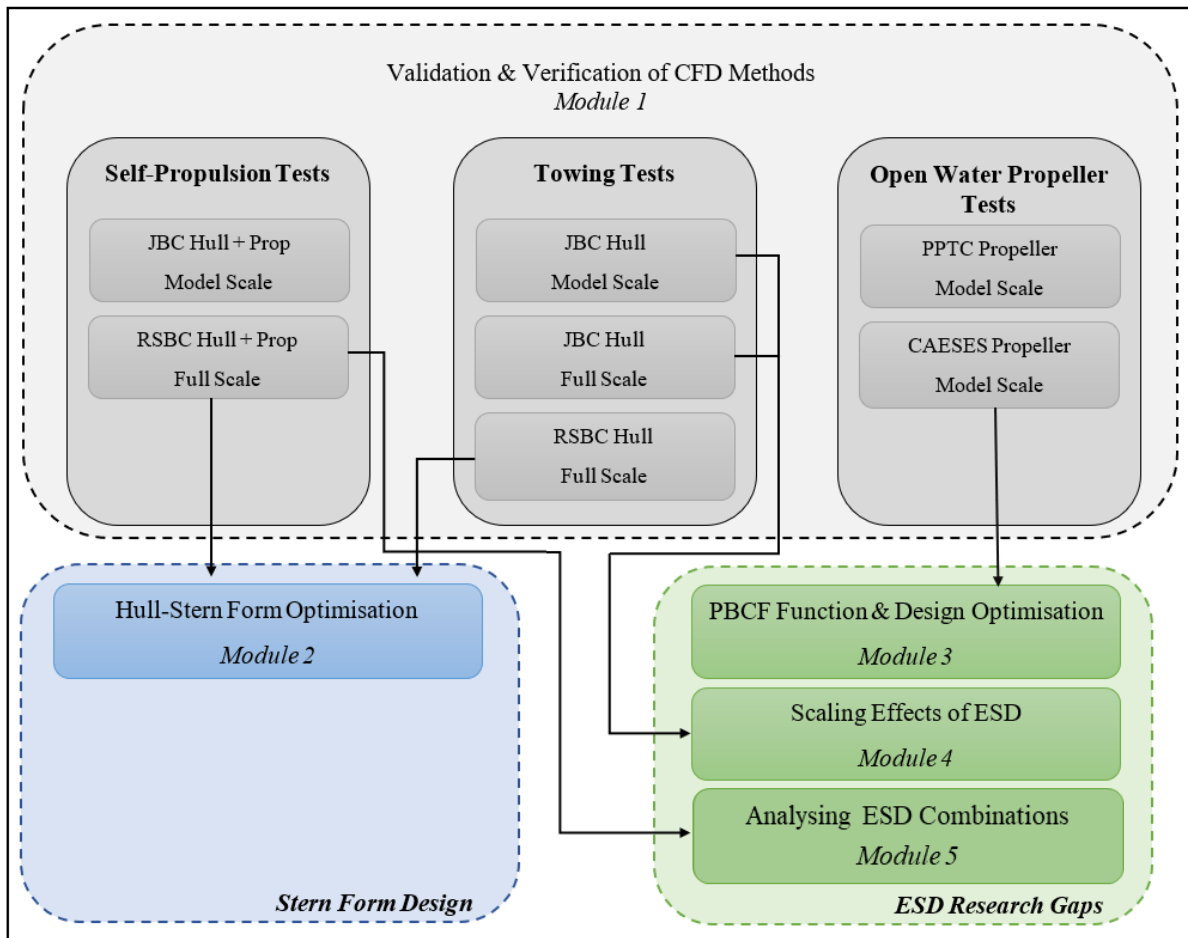 Validation & Verification of CFD Methods
Module 1
Self-Propulsion Tests
JBC Hull + Prop
Model Scale
RSBC Hull + Prop
Full Scale
Towing Tests
JBC Hull
Model Scale
JBC Hull
Full Scale
RSBC Hull
Full Scale
Open Water Propeller
Tests
PPTC Propeller
Model Scale
CAESES Propeller
Model Scale
Hull-Stern Form Optimisation
Module 2
Stern Form Design
PBCF Function & Design Optimisation
Module 3
Scaling Effects of ESD
Module 4
Analysing ESD Combinations
Module 5
ESD Research Gaps